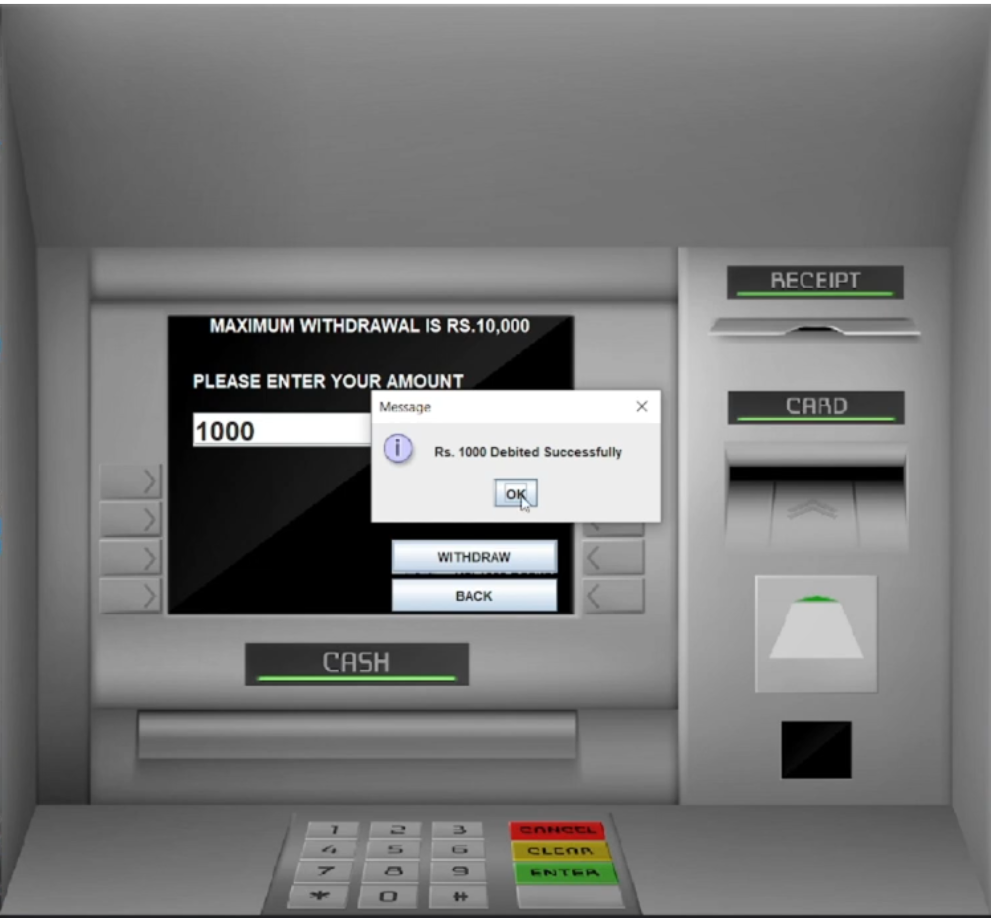 RECEIPT
MAXIMUM WITHDRAWAL IS RS.10,000
PLEASE ENTER YOUR AMOUNT
1000
Message
Rs. 1000 Debited Successfully
OK
CARD
WITHDRAW
BACK
CASH
1 2 3 CANCEL
4 5 6 CLEAR
7 8 9 ENTER
* 0 #